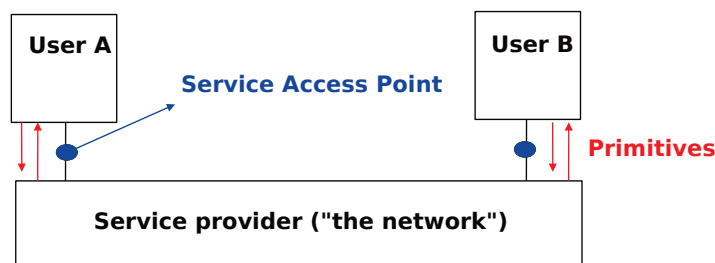 User A
User B
Service Access Point
Primitives
Service provider ("the network")